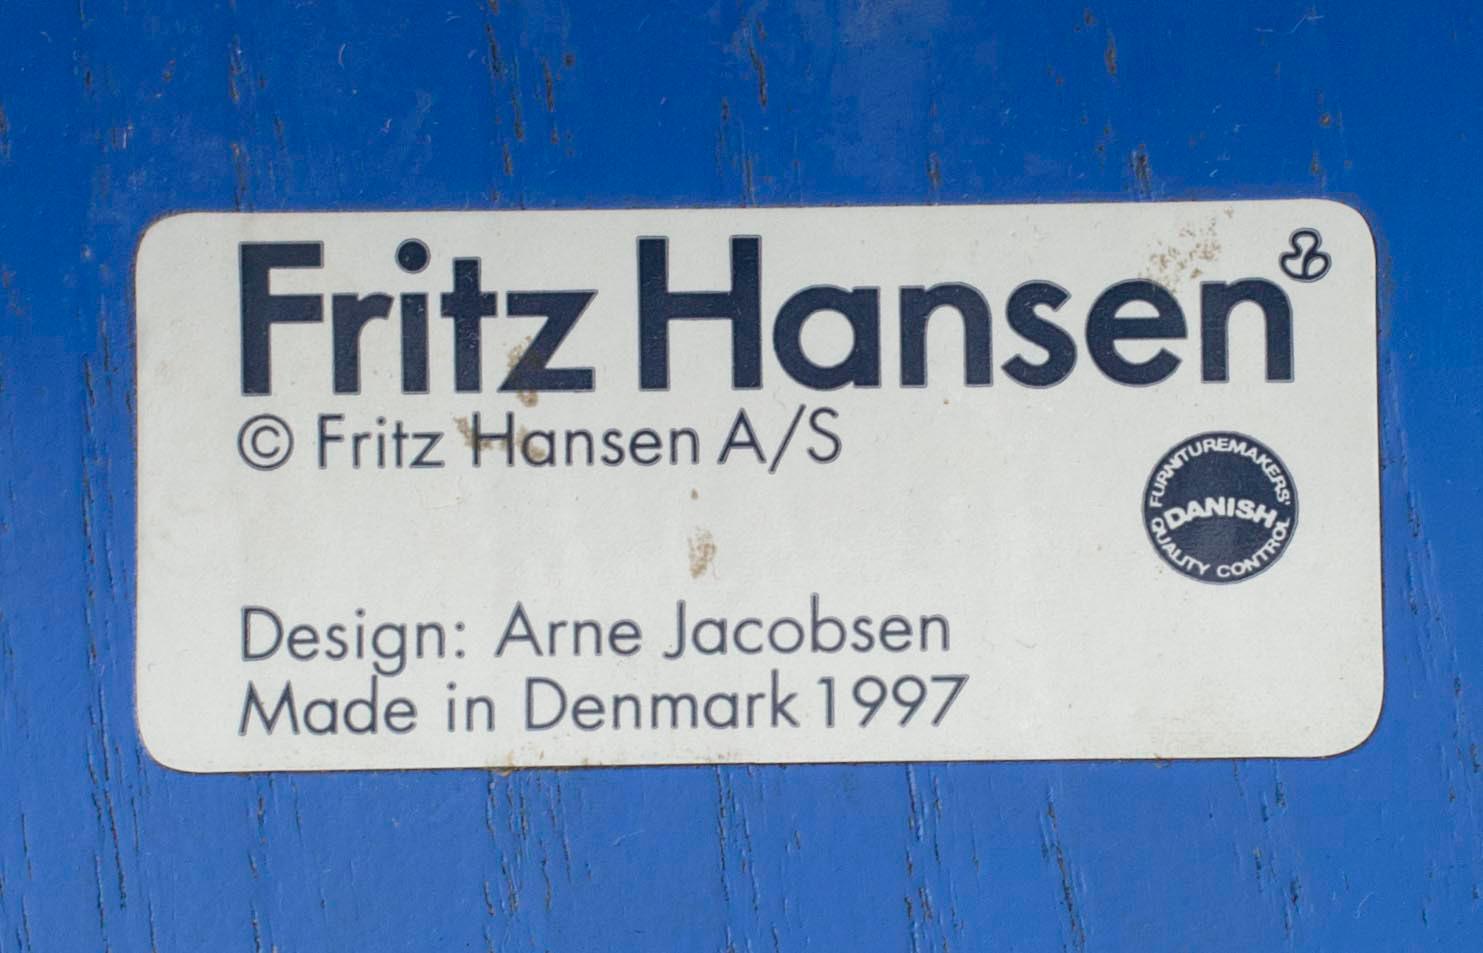 Fritz Hansen
© Fritz Hansen A/S
FURNITUREMAKERS'
DANISH
QUALITY CONTROL
Design: Arne Jacobsen
Made in Denmark 1997